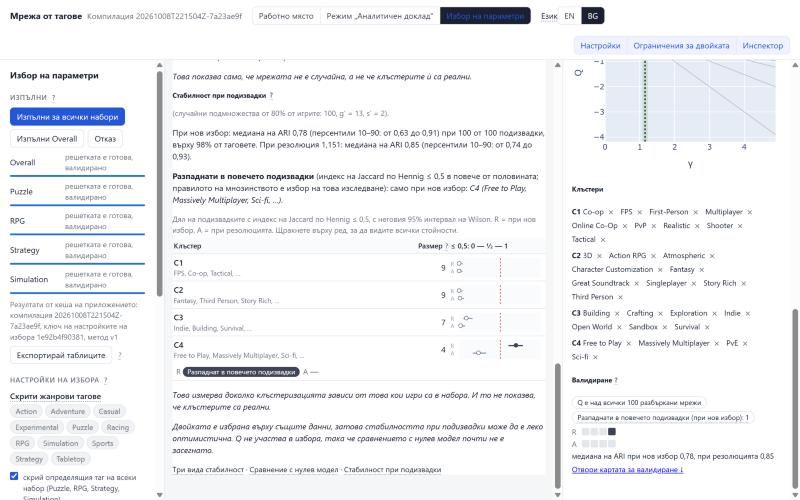 Мрежа от тагове Компилация 20261008T221504Z-7a23ae9f Работно място Режим „Аналитичен доклад“ Избор на параметри Език EN BG
Настройки Ограничения за двойката Инспектор
Избор на параметри
ИЗПЪЛНИ ?
Изпълни за всички набори
Изпълни Overall Отказ
Overall решетката е готова, валидирано
Puzzle решетката е готова, валидирано
RPG решетката е готова, валидирано
Strategy решетката е готова, валидирано
Simulation решетката е готова, валидирано
Резултати от кеша на приложението:
компилация 20261008T221504Z-
7a23ae9f, ключ на настройките на
избора 1e92b4f90381, метод v1
Експортирай таблиците ?
НАСТРОЙКИ НА ИЗБОРА ?
Скрити жанрови тагове
Action Adventure Casual
Experimental Puzzle Racing
RPG Simulation Sports
Strategy Tabletop
скрий определящия таг на всеки
набор (Puzzle, RPG, Strategy,
Simulation)
Това показва само, че мрежата не е случайна, а не че клъстерите ѝ са реални.
Стабилност при подизвадки ?
(случайни подмножества от 80% от игрите: 100, g' = 13, s' = 2).
При нов избор: медиана на ARI 0,78 (персентили 10–90: от 0,63 до 0,91) при 100 от 100 подизвадки,
върху 98% от таговете. При резолюция 1,151: медиана на ARI 0,85 (персентили 10–90: от 0,74 до
0,93).
Разпаднати в повечето подизвадки (индекс на Jaccard по Hennig ≤ 0,5 в повече от половината;
правилото на мнозинството е избор на това изследване): само при нов избор: C4 (Free to Play,
Massively Multiplayer, Sci-fi, ...).
Дял на подизвадките с индекс на Jaccard по Hennig ≤ 0,5, с неговия 95% интервал на Wilson. R = при нов
избор, A = при резолюцията. Щракнете върху ред, за да видите всички стойности.
Клъстер Размер ? ≤ 0,5: 0 — ½ — 1
C1 9 R
FPS, Co-op, Tactical, ... A
C2 9 R
Fantasy, Third Person, Story Rich, ... A
C3 7 R
Indie, Building, Survival, ... A
C4 4 R
Free to Play, Massively Multiplayer, Sci-fi, ... A
R Разпаднат в повечето подизвадки A —
Това измерва доколко клъстеризацията зависи от това кои игри са в набора. И то не показва,
че клъстерите са реални.
Двойката е избрана върху същите данни, затова стабилността при подизвадки може да е леко
оптимистична. Q не участва в избора, така че сравнението с нулев модел почти не е
засегнато.
Три вида стабилност · Сравнение с нулев модел · Стабилност при подизвадки
−1
−2
−3
−4
Q
0 1 2 3 4
γ
Клъстери
C1 Co-op × FPS × First-Person × Multiplayer ×
Online Co-Op × PvP × Realistic × Shooter ×
Tactical ×
C2 3D × Action RPG × Atmospheric ×
Character Customization × Fantasy ×
Great Soundtrack × Singleplayer × Story Rich ×
Third Person ×
C3 Building × Crafting × Exploration × Indie ×
Open World × Sandbox × Survival ×
C4 Free to Play × Massively Multiplayer × PvE ×
Sci-fi ×
Валидиране ?
Q е над всички 100 разбъркани мрежи
Разпаднати в повечето подизвадки (при нов избор): 1
R
A
медиана на ARI при нов избор 0,78, при резолюцията 0,85
Отвори картата за валидиране ↓